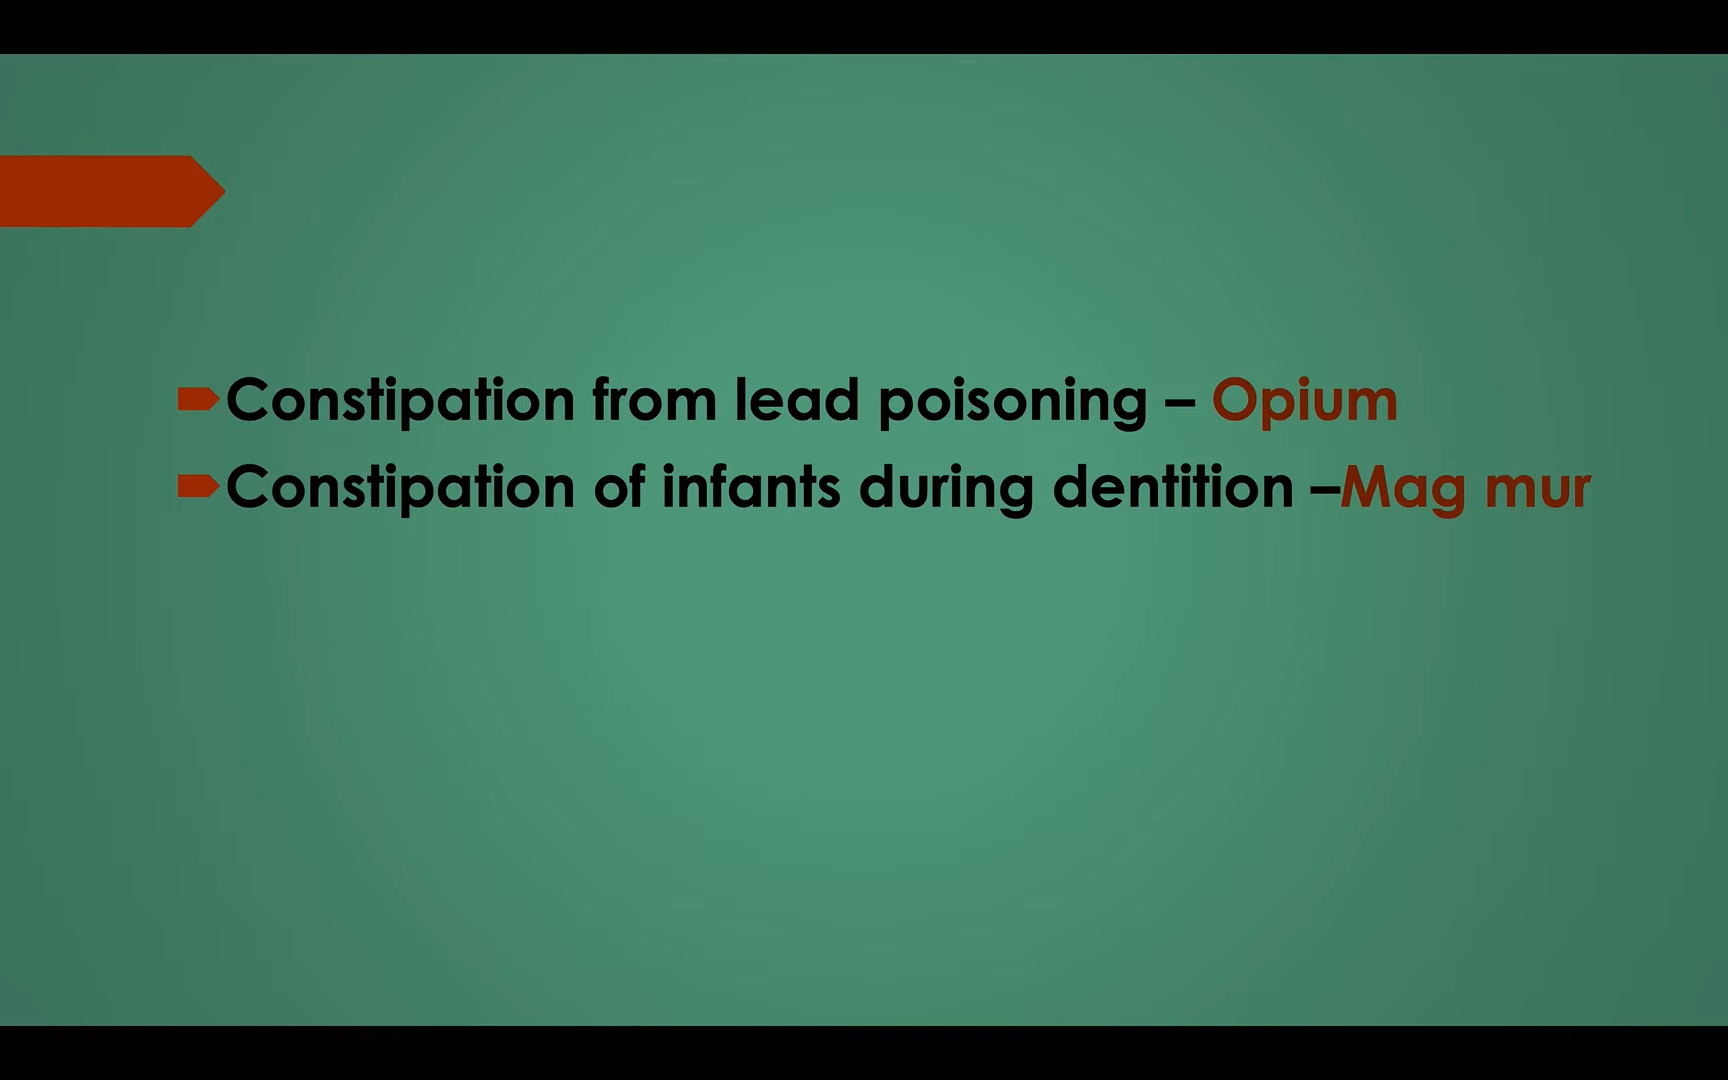 Constipation from lead poisoning – Opium
Constipation of infants during dentition –Mag mur